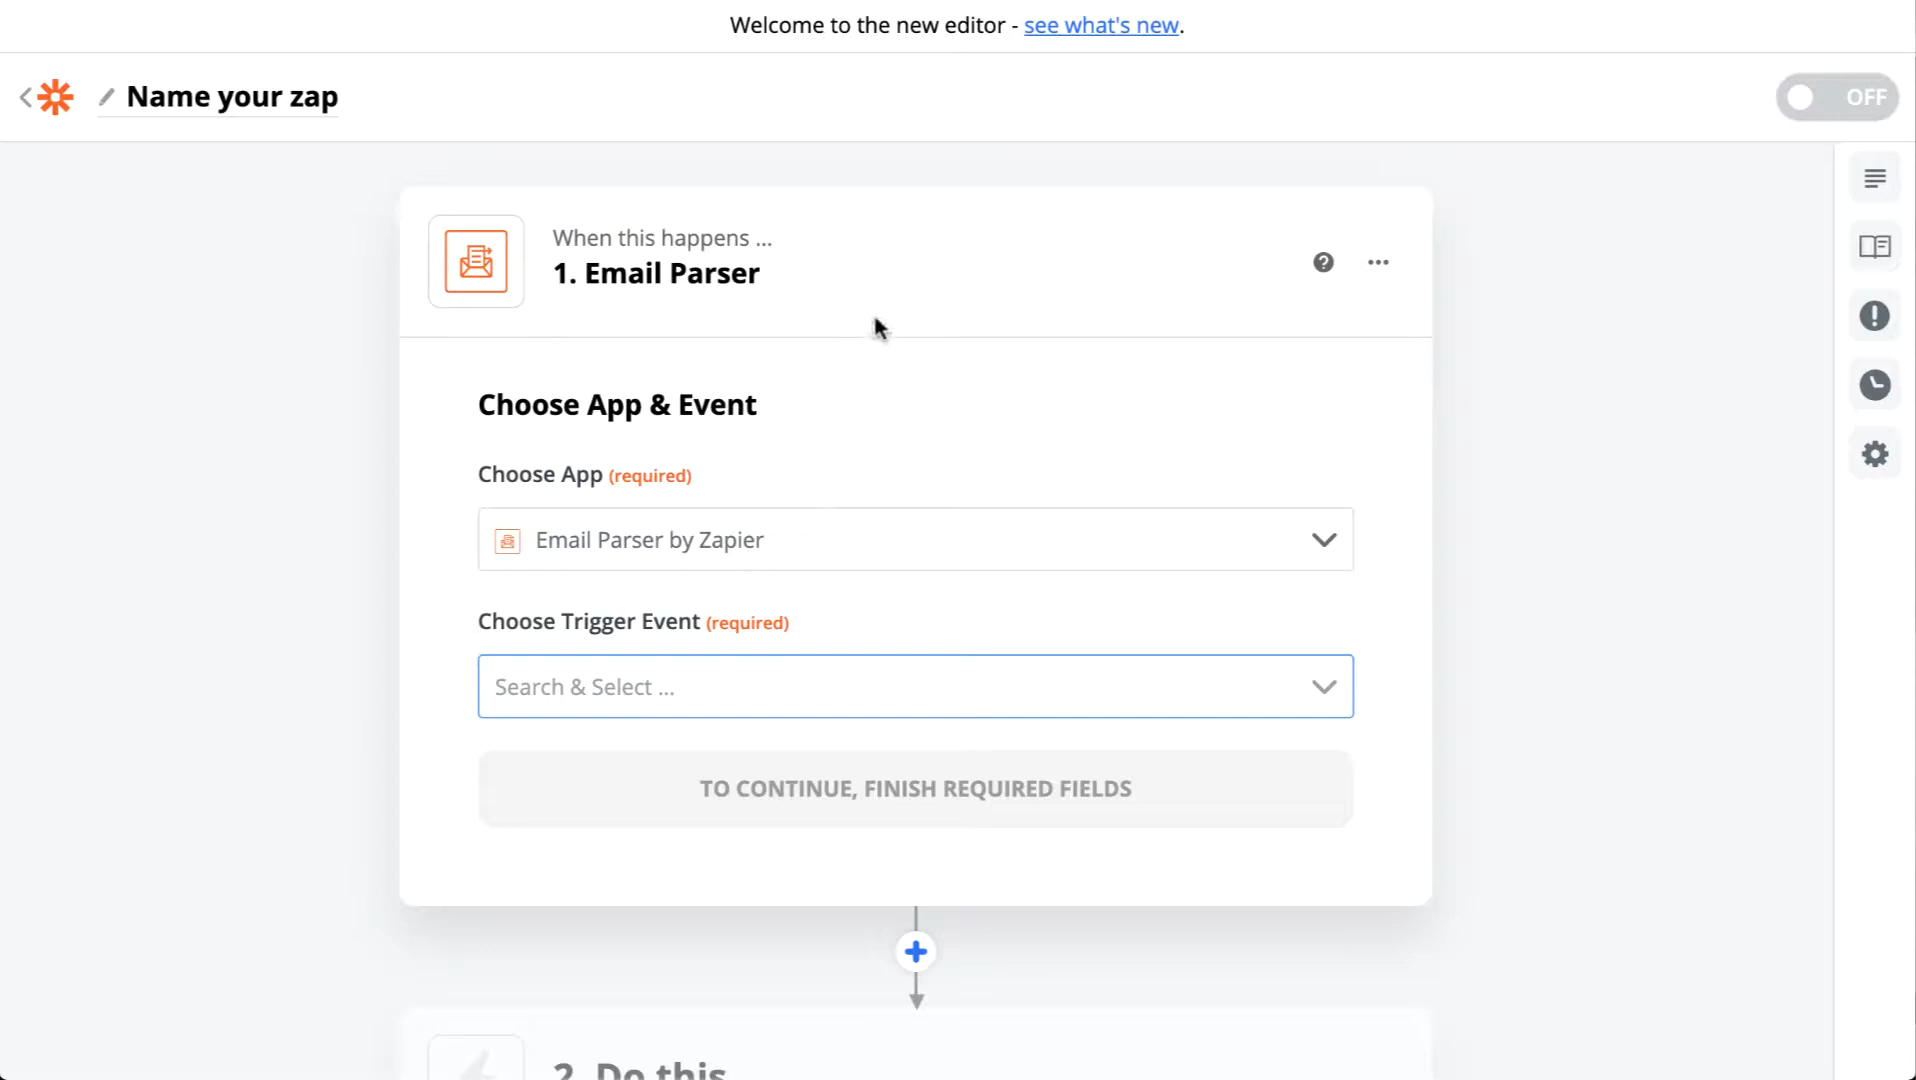 Welcome to the new editor - see what's new.
Name your zap
OFF
When this happens ...
1. Email Parser
Choose App & Event
Choose App (required)
Email Parser by Zapier
Choose Trigger Event (required)
Search & Select ...
TO CONTINUE, FINISH REQUIRED FIELDS
2. Do this